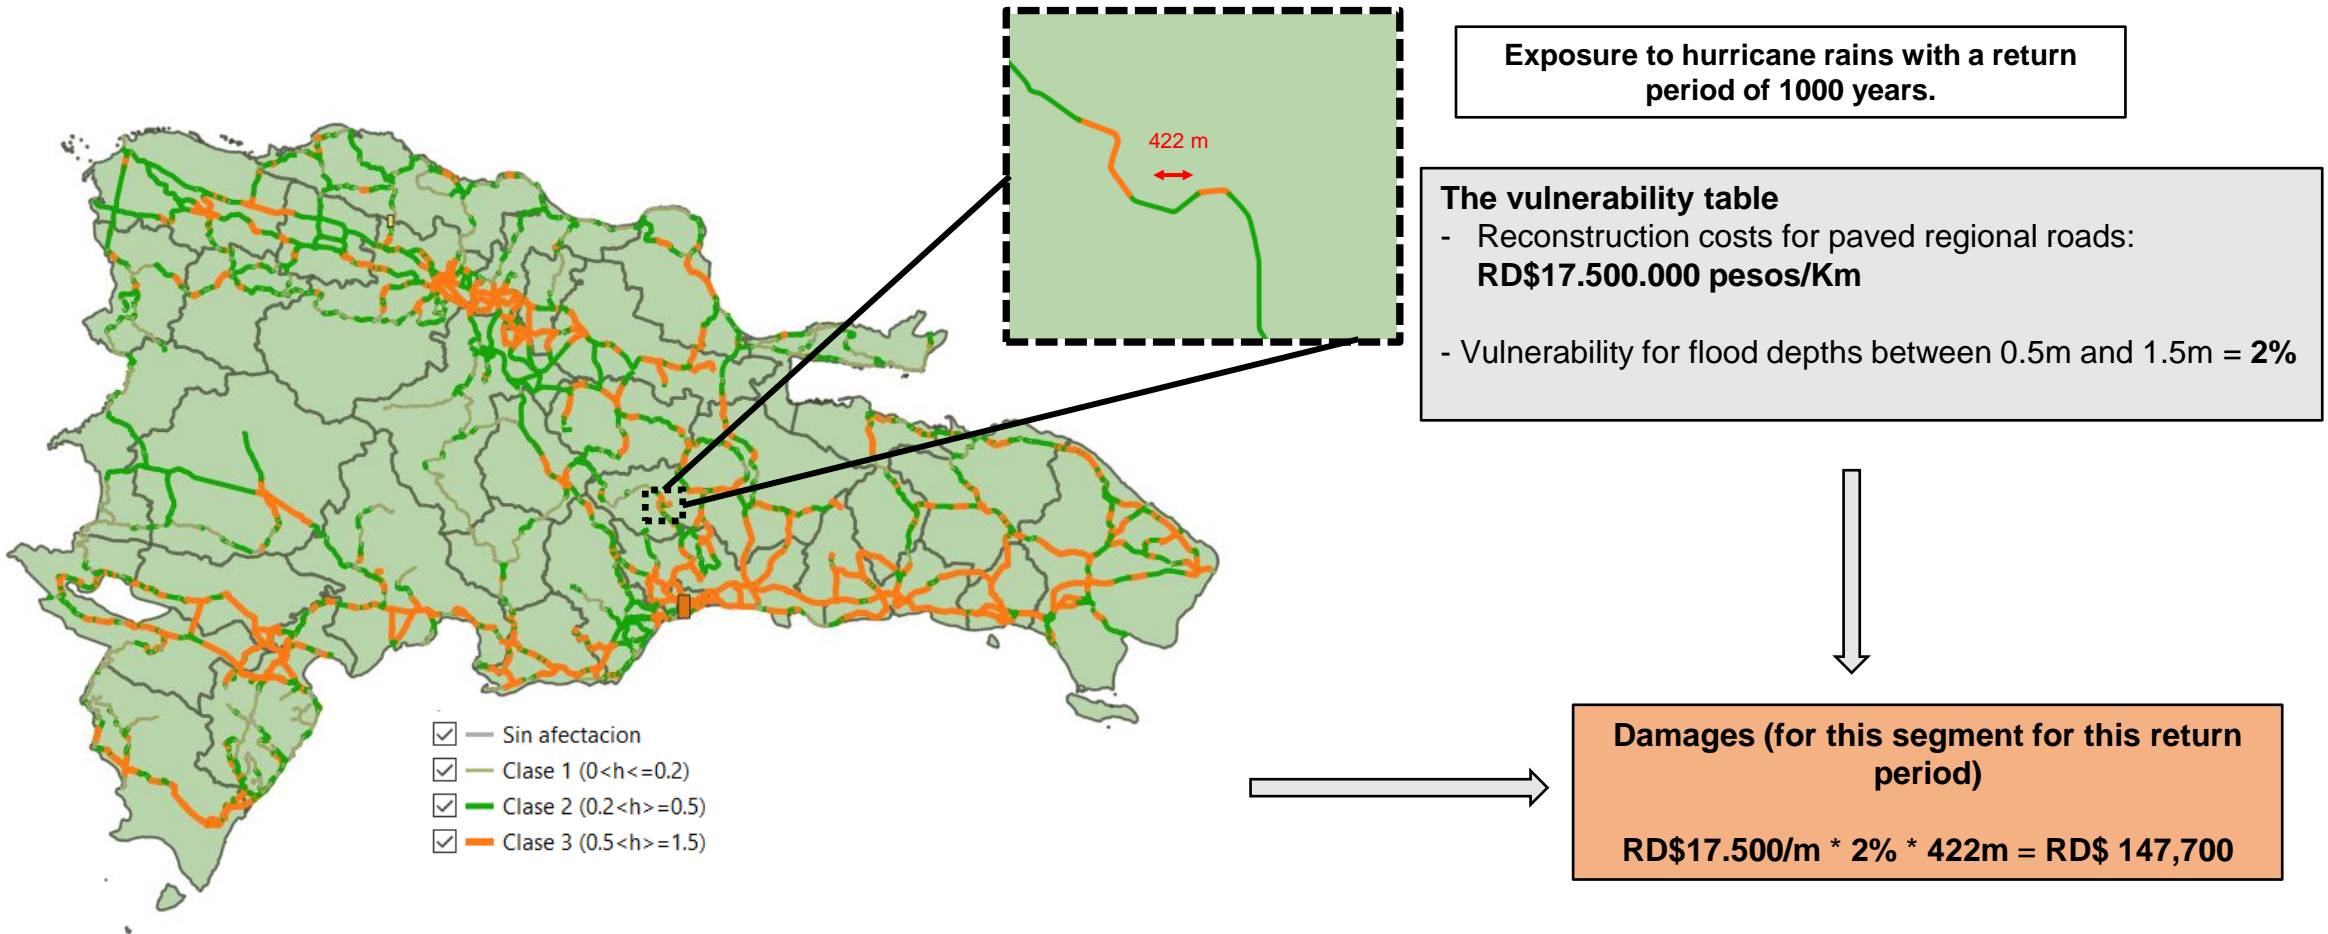 Exposure to hurricane rains with a return
period of 1000 years.
422 m
The vulnerability table
- Reconstruction costs for paved regional roads:
RD$17.500.000 pesos/Km
- Vulnerability for flood depths between 0.5m and 1.5m = 2%
Sin afectacion
Clase 1 (0<h<=0.2)
Clase 2 (0.2<h>=0.5)
Clase 3 (0.5<h>=1.5)
Damages (for this segment for this return
period)
RD$17.500/m * 2% * 422m = RD$ 147,700